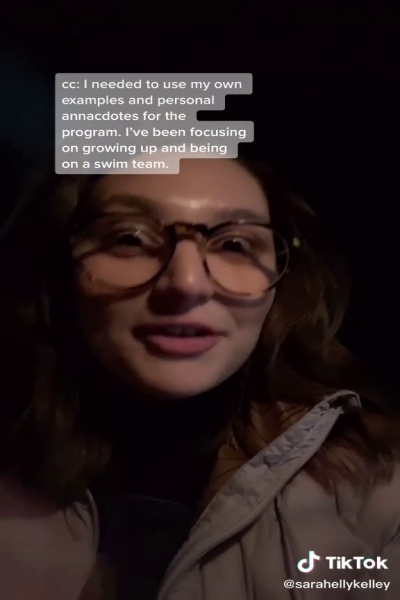 cc: I needed to use my own
examples and personal
annacdotes for the
program. I've been focusing
on growing up and being
on a swim team.
TikTok
@sarahellykelley